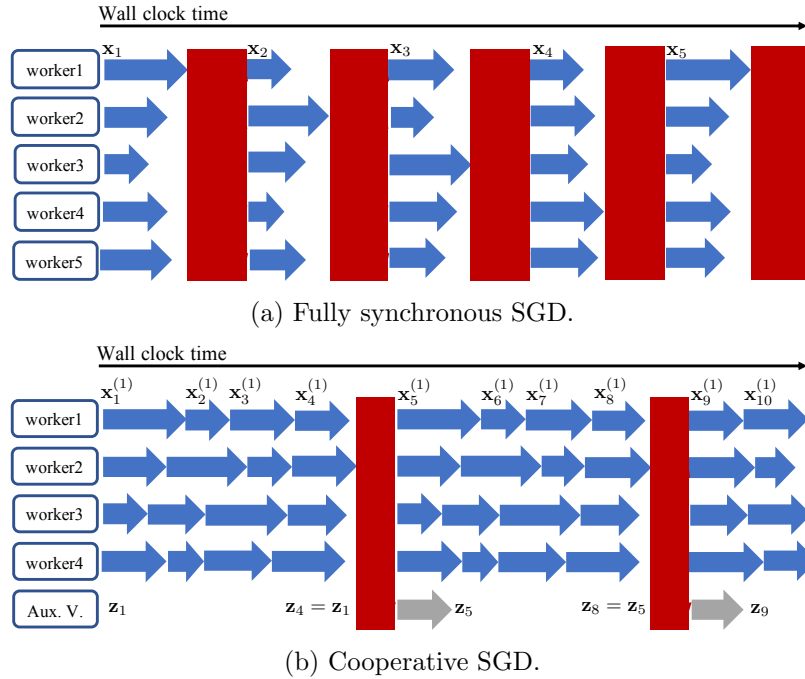 Wall clock time
x₁ x₂ x₃ x₄ x₅
worker1
worker2
worker3
worker4
worker5
(a) Fully synchronous SGD.
Wall clock time
x₁⁽¹⁾ x₂⁽¹⁾ x₃⁽¹⁾ x₄⁽¹⁾ x₅⁽¹⁾ x₆⁽¹⁾ x₇⁽¹⁾ x₈⁽¹⁾ x₉⁽¹⁾ x₁₀⁽¹⁾
worker1
worker2
worker3
worker4
Aux. V. z₁ z₄ = z₁ z₅ z₈ = z₅ z₉
(b) Cooperative SGD.